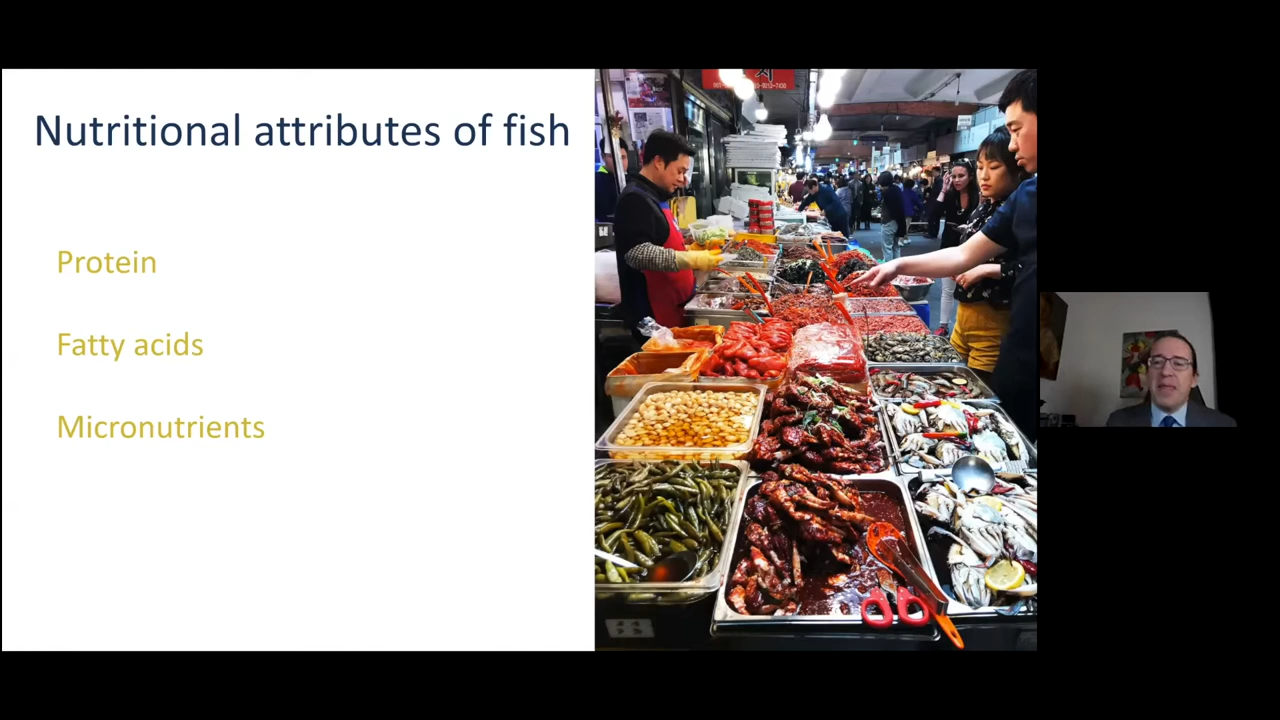 Nutritional attributes of fish
Protein
Fatty acids
Micronutrients